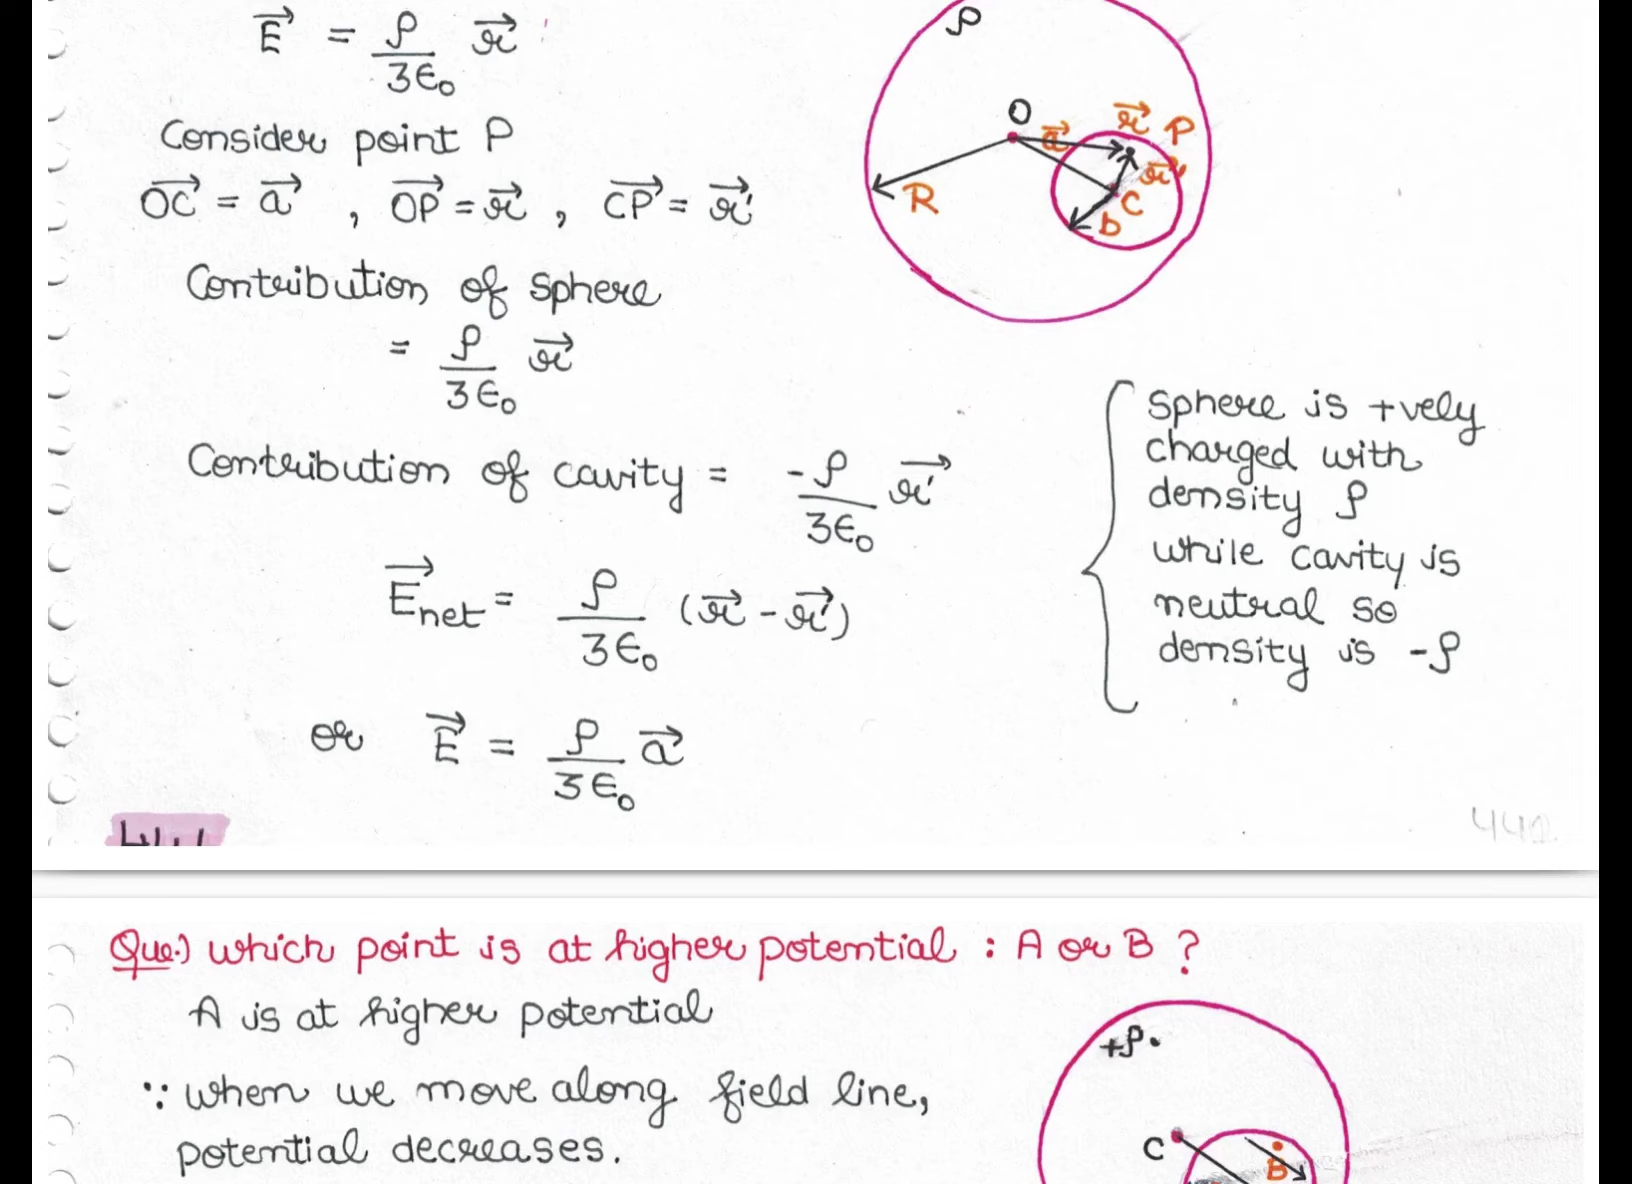 E⃗ = ρ/3ε₀ r⃗
ρ
Consider point P
O
a⃗
r⃗
P
r⃗'
R
C
b
OC⃗ = a⃗ , OP⃗ = r⃗ , CP⃗ = r⃗'
Contribution of sphere
= ρ/3ε₀ r⃗
Contribution of cavity = -ρ/3ε₀ r⃗'
E⃗net = ρ/3ε₀ (r⃗ - r⃗')
or E⃗ = ρ/3ε₀ a⃗
Sphere is +vely
charged with
density ρ
while cavity is
neutral so
density is -ρ
Que.) which point is at higher potential : A or B ?
A is at higher potential
∵ when we move along field line,
potential decreases.
+ρ.
C
B